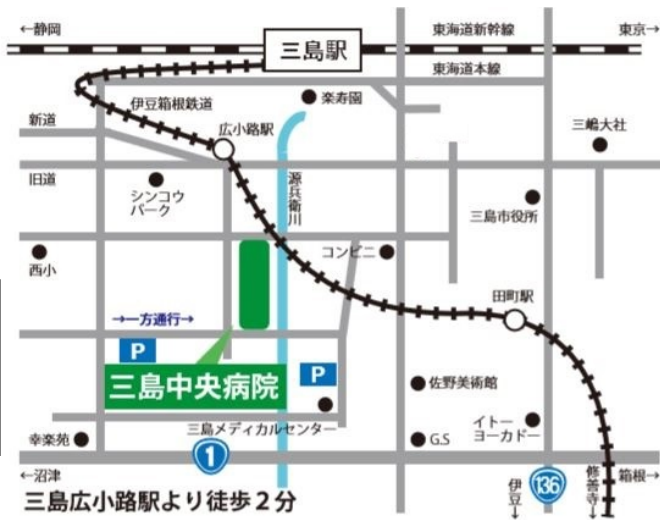 ←静岡
東海道新幹線
東京→
三島駅
東海道本線
伊豆箱根鉄道
楽寿園
新道
広小路駅
三嶋大社
旧道
シンコウ
パーク
源兵衛川
三島市役所
コンビニ
西小
田町駅
→一方通行→
P
P
三島中央病院
佐野美術館
三島メディカルセンター
イトー
ヨーカドー
幸楽苑
G.S
1
←沼津
136
伊豆↓
修善寺↓
箱根→
三島広小路駅より徒歩2分